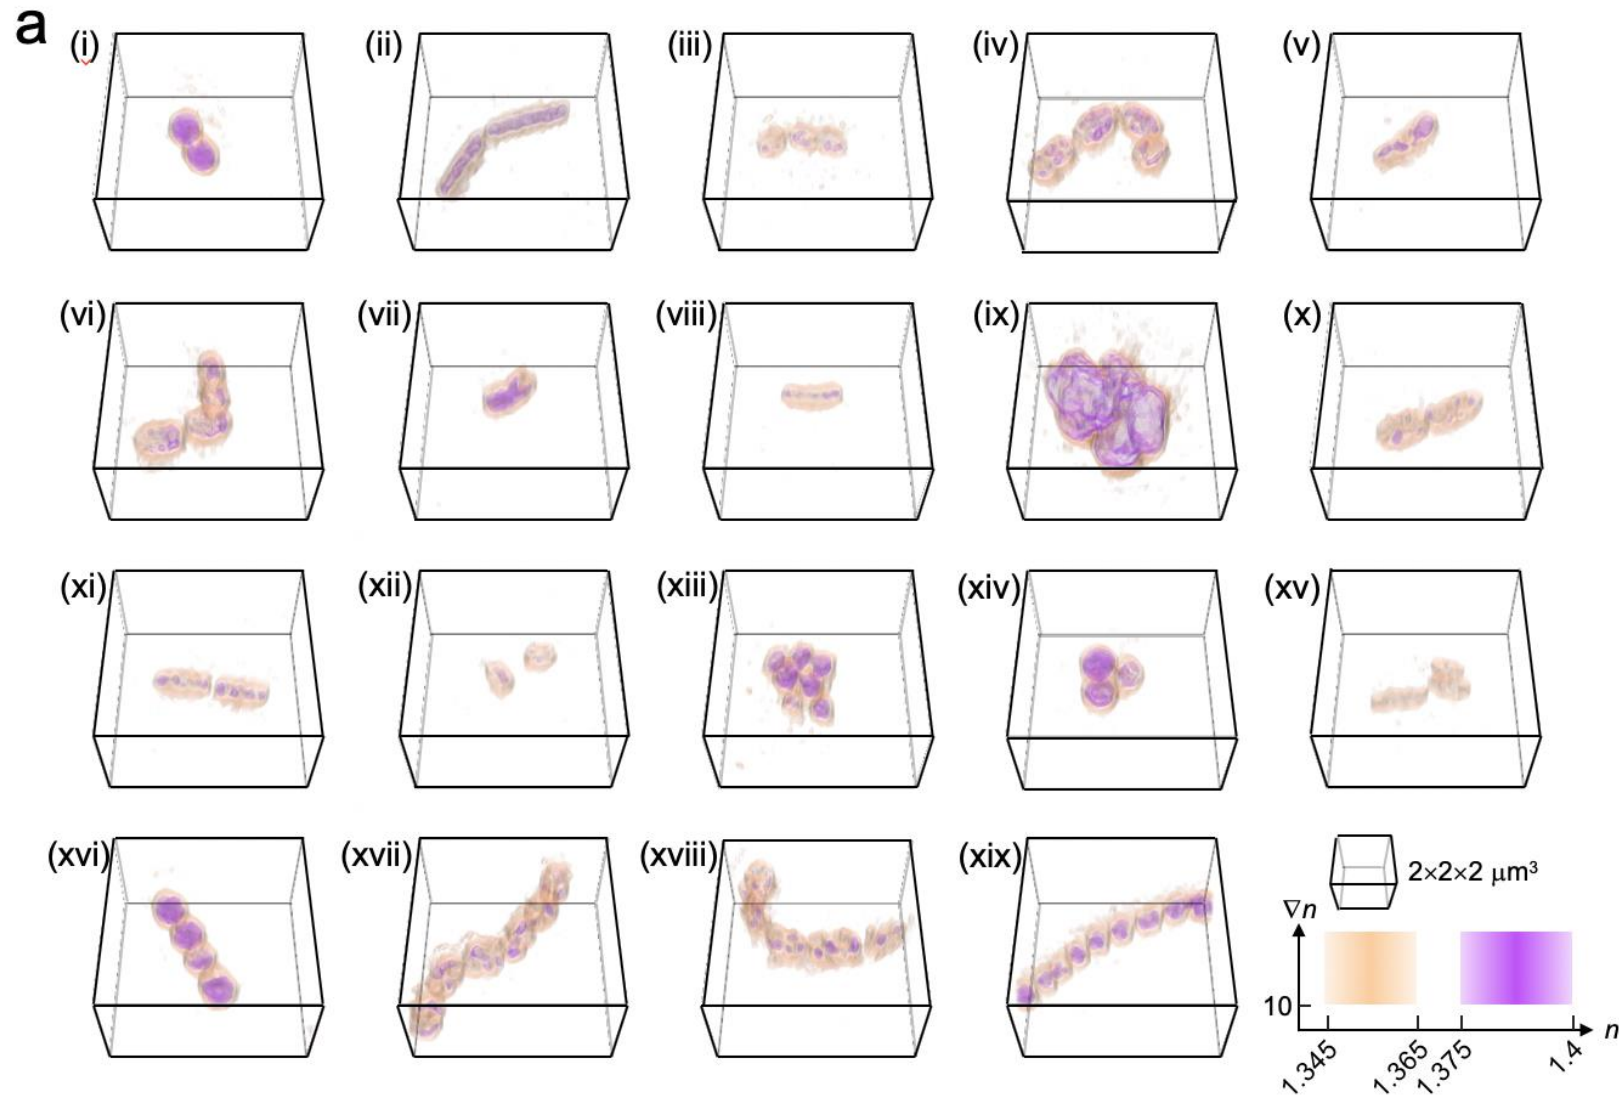 a
(i) (ii) (iii) (iv) (v)
(vi) (vii) (viii) (ix) (x)
(xi) (xii) (xiii) (xiv) (xv)
(xvi) (xvii) (xviii) (xix)
2×2×2 μm³
∇n
10
n
1.345 1.365 1.375 1.4